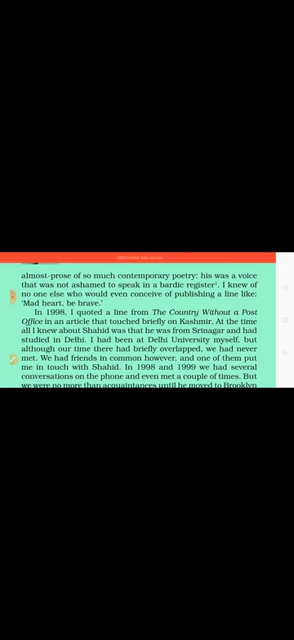 almost-prose of so much contemporary poetry: his was a voice
that was not ashamed to speak in a bardic register¹. I knew of
no one else who would even conceive of publishing a line like:
'Mad heart, be brave.'
In 1998, I quoted a line from The Country Without a Post
Office in an article that touched briefly on Kashmir. At the time
all I knew about Shahid was that he was from Srinagar and had
studied in Delhi. I had been at Delhi University myself, but
although our time there had briefly overlapped, we had never
met. We had friends in common however, and one of them put
me in touch with Shahid. In 1998 and 1999 we had several
conversations on the phone and even met a couple of times. But
we were no more than acquaintances until he moved to Brooklyn